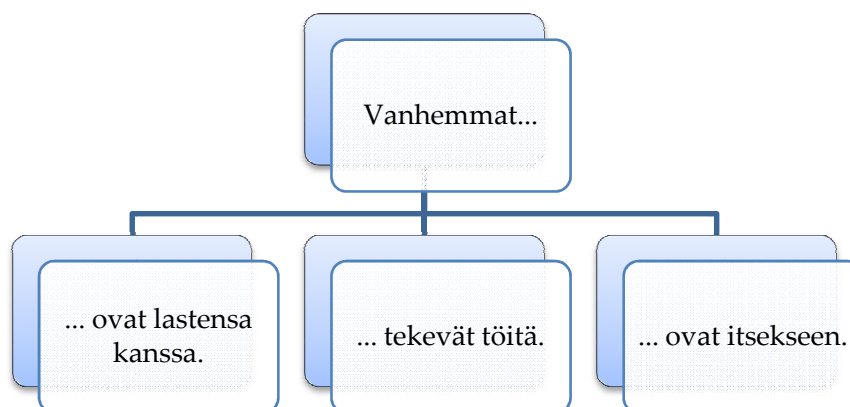 Vanhemmat...
... ovat lastensa
kanssa.
... tekevät töitä.
... ovat itsekseen.